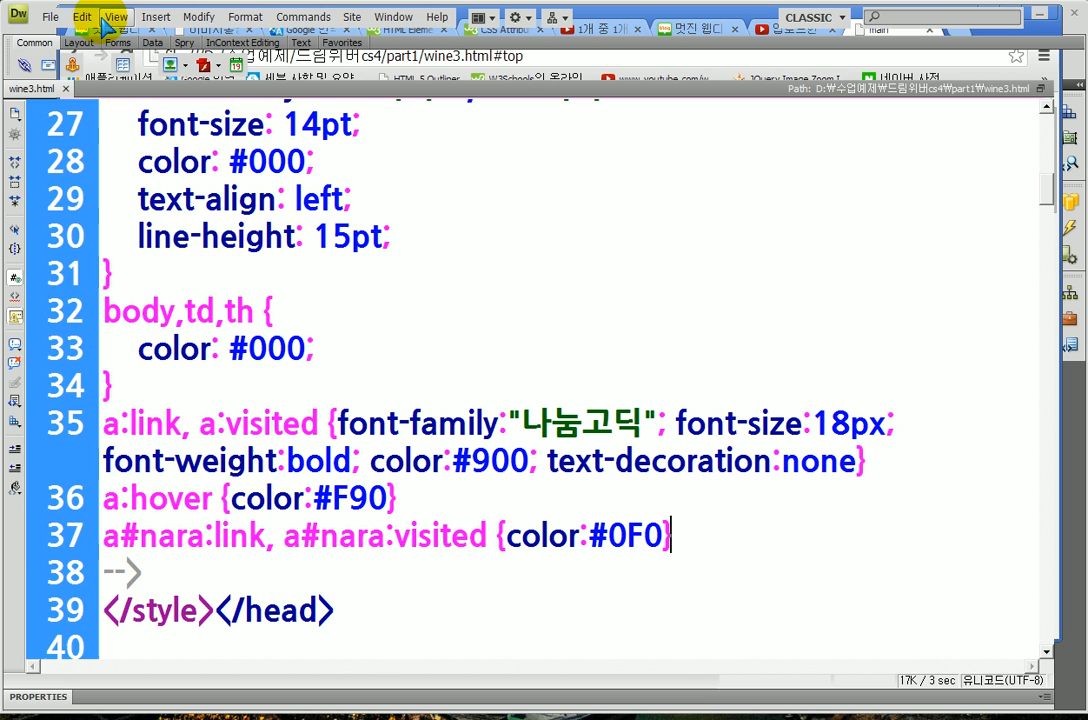 Dw File Edit View Insert Modify Format Commands Site Window Help CLASSIC
Common Layout Forms Data Spry InContext Editing Text Favorites
part1/wine3.html#top
wine3.html Path: D:₩수업예제₩드림위버cs4₩part1₩wine3.html
27 font-size: 14pt;
28 color: #000;
29 text-align: left;
30 line-height: 15pt;
31 }
32 body,td,th {
33 color: #000;
34 }
35 a:link, a:visited {font-family:"나눔고딕"; font-size:18px;
font-weight:bold; color:#900; text-decoration:none}
36 a:hover {color:#F90}
37 a#nara:link, a#nara:visited {color:#0F0}
38 -->
39 </style></head>
40
17K / 3 sec 유니코드(UTF-8)
PROPERTIES